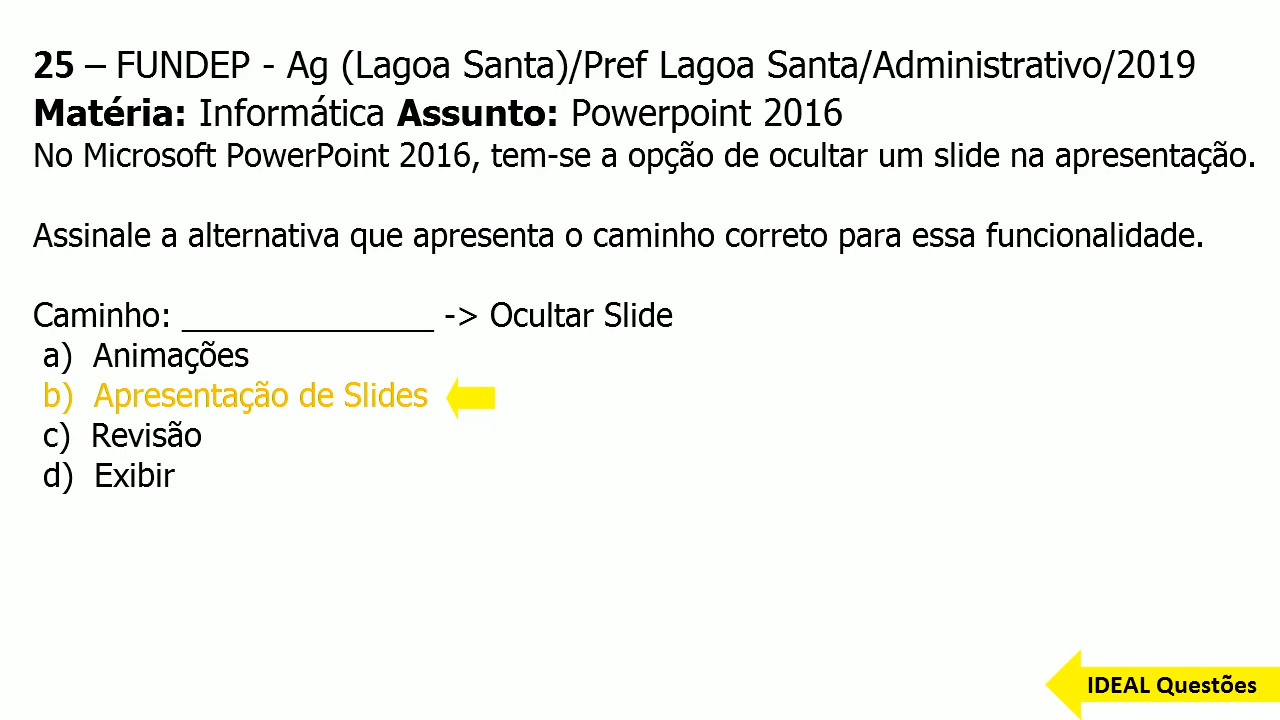 25 – FUNDEP - Ag (Lagoa Santa)/Pref Lagoa Santa/Administrativo/2019
Matéria: Informática Assunto: Powerpoint 2016
No Microsoft PowerPoint 2016, tem-se a opção de ocultar um slide na apresentação.
Assinale a alternativa que apresenta o caminho correto para essa funcionalidade.
Caminho: ______________ -> Ocultar Slide
a) Animações
b) Apresentação de Slides
c) Revisão
d) Exibir
IDEAL Questões